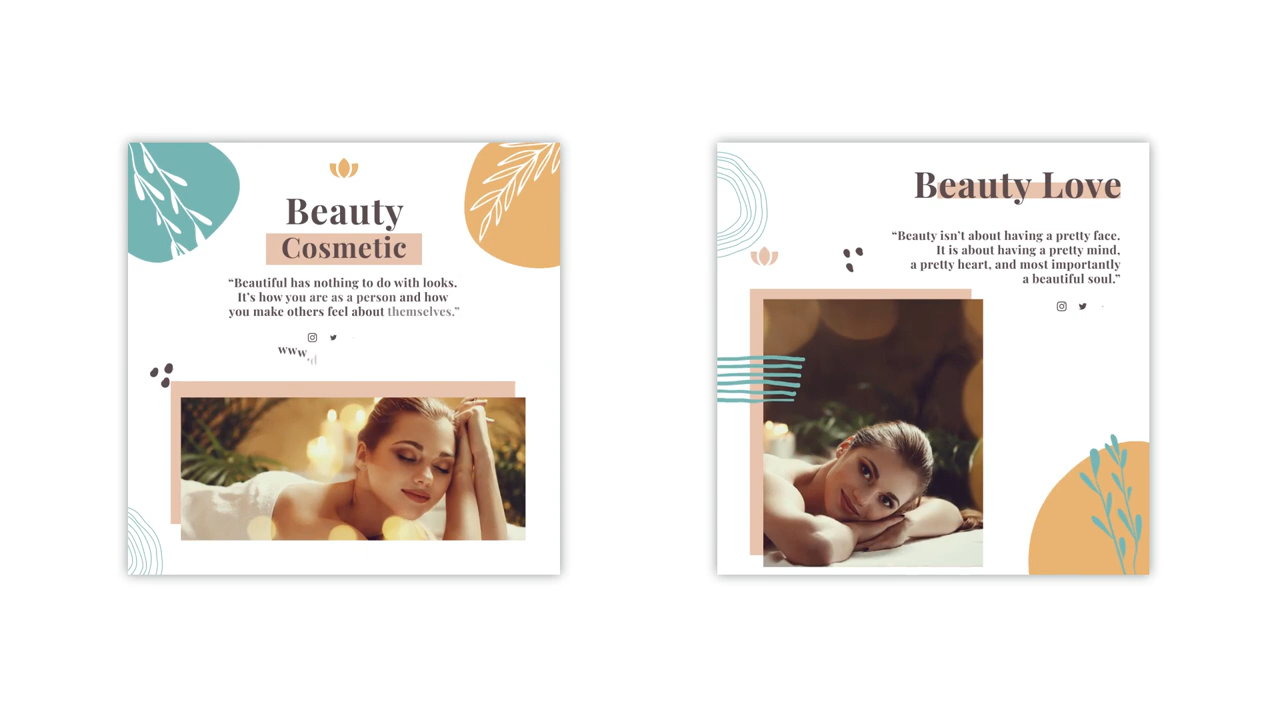 Beauty
Cosmetic
“Beautiful has nothing to do with looks.
It’s how you are as a person and how
you make others feel about themselves.”
www.
Beauty Love
“Beauty isn’t about having a pretty face.
It is about having a pretty mind,
a pretty heart, and most importantly
a beautiful soul.”